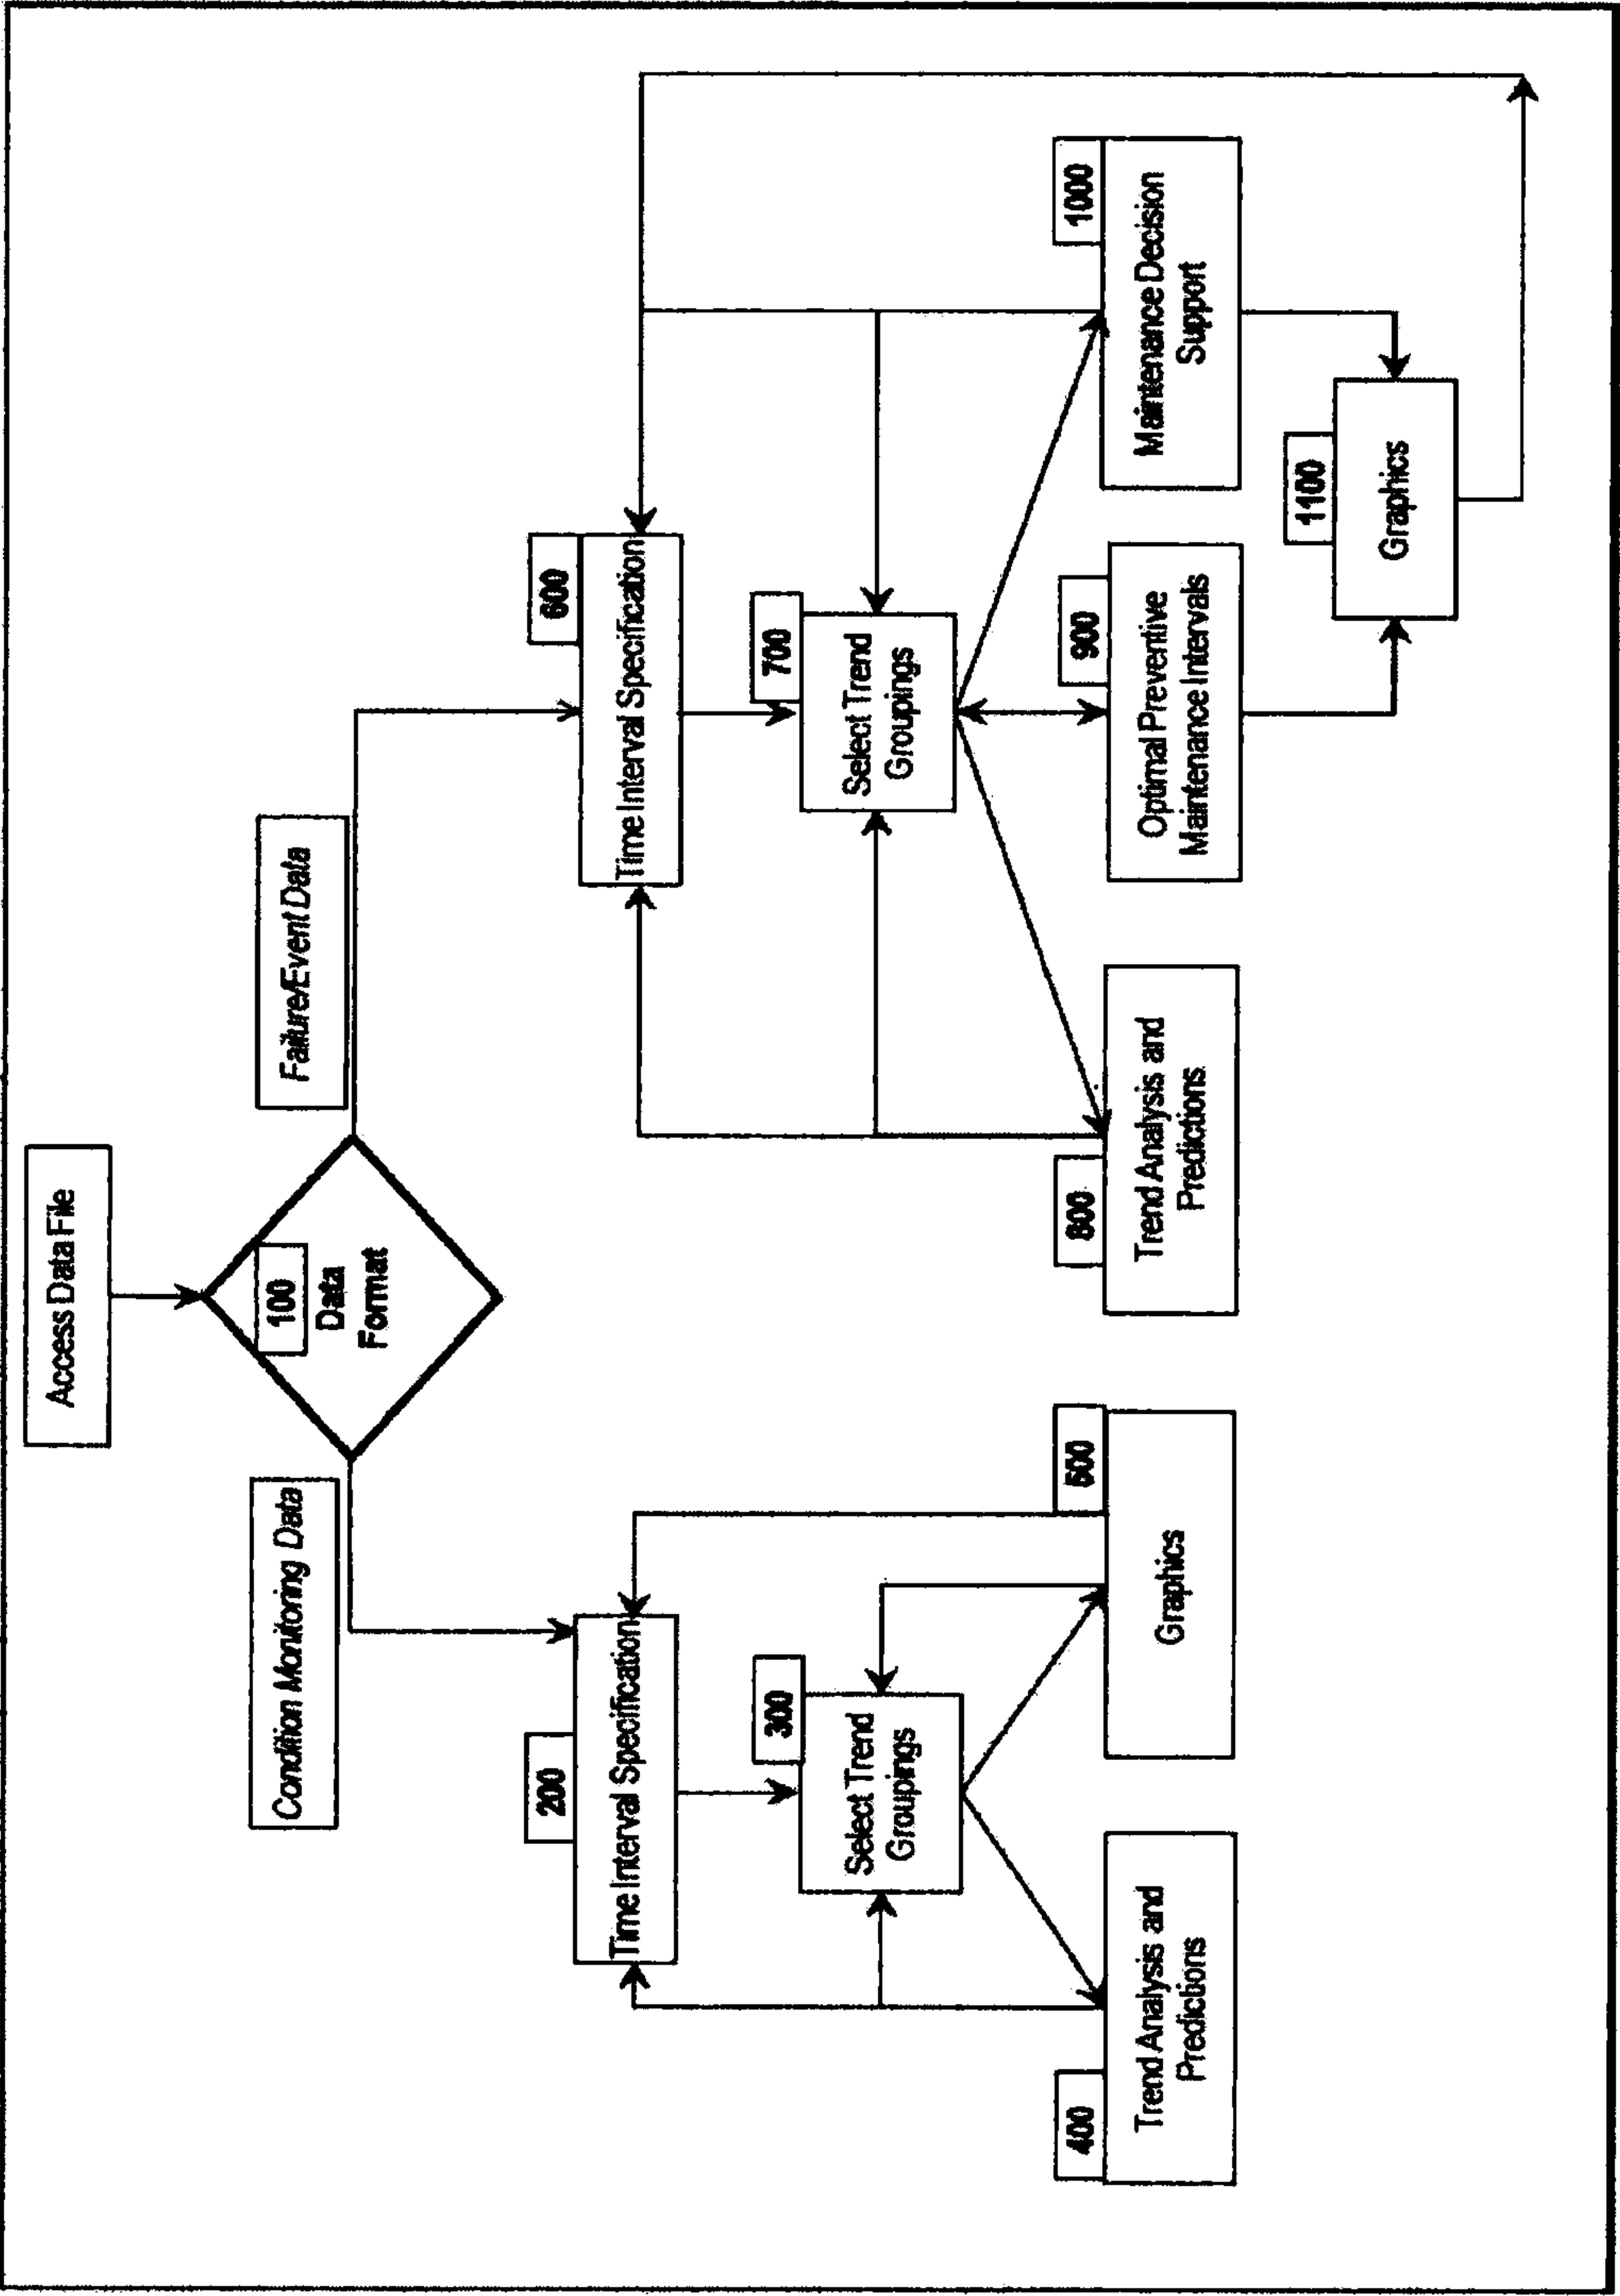 Access Data File
100
Data
Format
Condition Monitoring Data
Failure/Event Data
200
Time Interval Specification
600
Time Interval Specification
300
Select Trend
Groupings
700
Select Trend
Groupings
400
Trend Analysis and
Predictions
500
Graphics
800
Trend Analysis and
Predictions
900
Optimal Preventive
Maintenance Intervals
1000
Maintenance Decision
Support
1100
Graphics